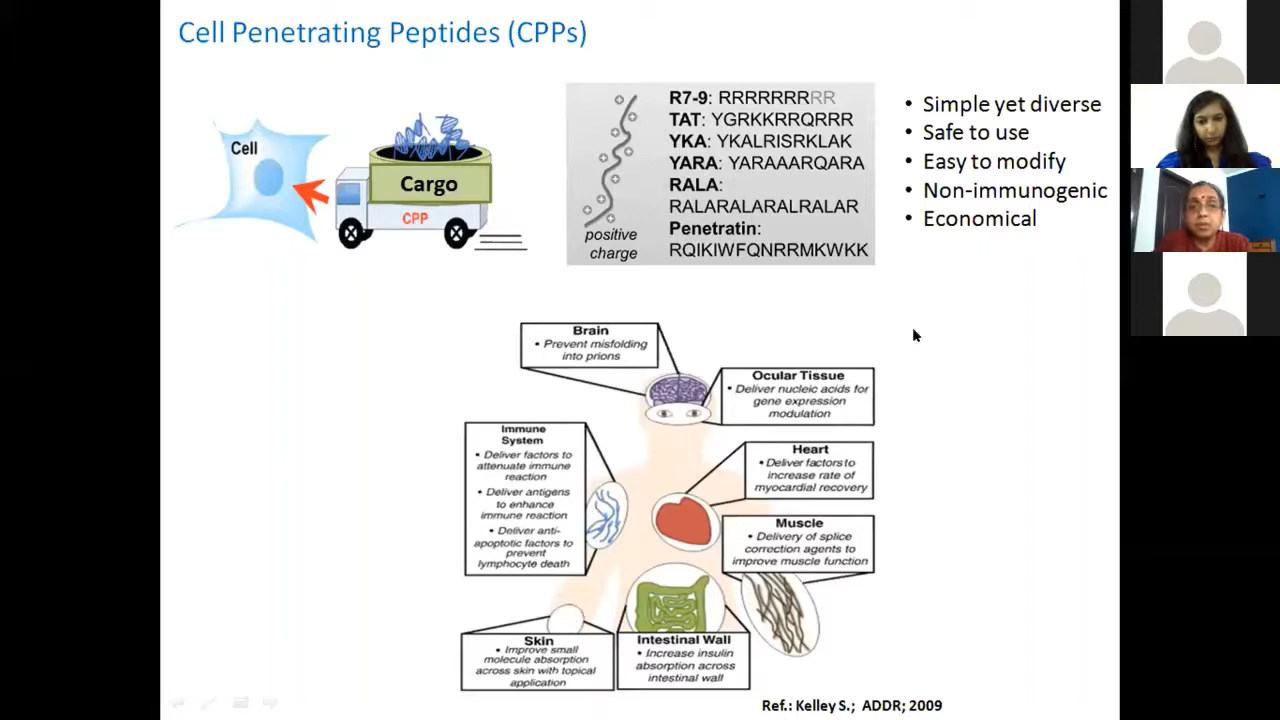 Cell Penetrating Peptides (CPPs)
Cell
Cargo
CPP
positive
charge
R7-9: RRRRRRRRR
TAT: YGRKKRRQRRR
YKA: YKALRISRKLAK
YARA: YARAAARQARA
RALA:
RALARALARALRALAR
Penetratin:
RQIKIWFQNRRMKWKK
• Simple yet diverse
• Safe to use
• Easy to modify
• Non-immunogenic
• Economical
Brain
• Prevent misfolding
into prions
Ocular Tissue
• Deliver nucleic acids for
gene expression
modulation
Immune
System
• Deliver factors to
attenuate immune
reaction
• Deliver antigens
to enhance
immune reaction
• Deliver anti-
apoptotic factors to
prevent
lymphocyte death
Heart
• Deliver factors to
increase rate of
myocardial recovery
Muscle
• Delivery of splice
correction agents to
improve muscle function
Skin
• Improve small
molecule absorption
across skin with topical
application
Intestinal Wall
• Increase insulin
absorption across
intestinal wall
Ref.: Kelley S.; ADDR; 2009